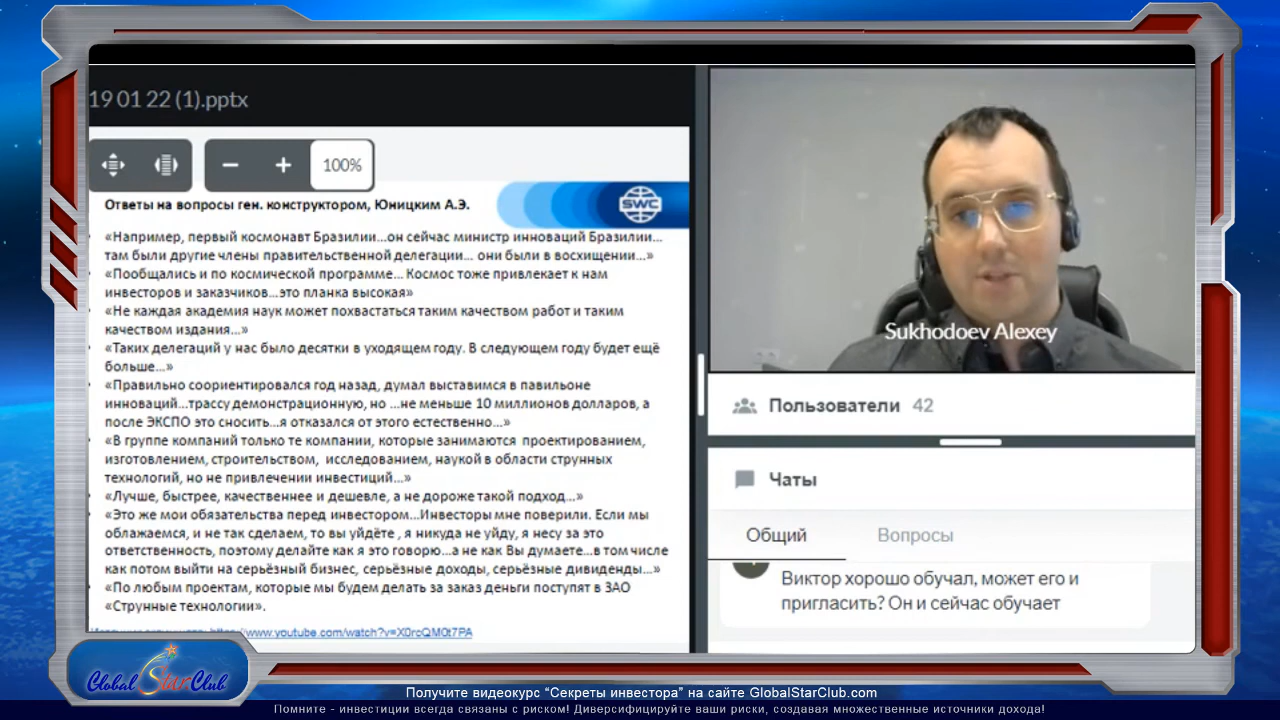 19 01 22 (1).pptx
100%
Ответы на вопросы ген. конструктором, Юницким А.Э.
SWC
«Например, первый космонавт Бразилии...он сейчас министр инноваций Бразилии...
там были другие члены правительственной делегации... они были в восхищении...»
«Пообщались и по космической программе... Космос тоже привлекает к нам
инвесторов и заказчиков...это планка высокая»
«Не каждая академия наук может похвастаться таким качеством работ и таким
качеством издания...»
«Таких делегаций у нас было десятки в уходящем году. В следующем году будет ещё
больше...»
«Правильно соориентировался год назад, думал выставимся в павильоне
инноваций...трассу демонстрационную, но ...не меньше 10 миллионов долларов, а
после ЭКСПО это сносить...я отказался от этого естественно...»
«В группе компаний только те компании, которые занимаются проектированием,
изготовлением, строительством, исследованием, наукой в области струнных
технологий, но не привлечении инвестиций...»
«Лучше, быстрее, качественнее и дешевле, а не дороже такой подход...»
«Это же мои обязательства перед инвестором...Инвесторы мне поверили. Если мы
облажаемся, и не так сделаем, то вы уйдёте , я никуда не уйду, я несу за это
ответственность, поэтому делайте как я это говорю...а не как Вы думаете...в том числе
как потом выйти на серьёзный бизнес, серьёзные доходы, серьёзные дивиденды...»
«По любым проектам, которые мы будем делать за заказ деньги поступят в ЗАО
«Струнные технологии».
https://www.youtube.com/watch?v=X0rcQM0t7PA
Sukhodoev Alexey
Пользователи 42
Чаты
Общий Вопросы
Виктор хорошо обучал, может его и
пригласить? Он и сейчас обучает
Global Star Club
Получите видеокурс “Секреты инвестора” на сайте GlobalStarClub.com
Помните - инвестиции всегда связаны с риском! Диверсифицируйте ваши риски, создавая множественные источники дохода!